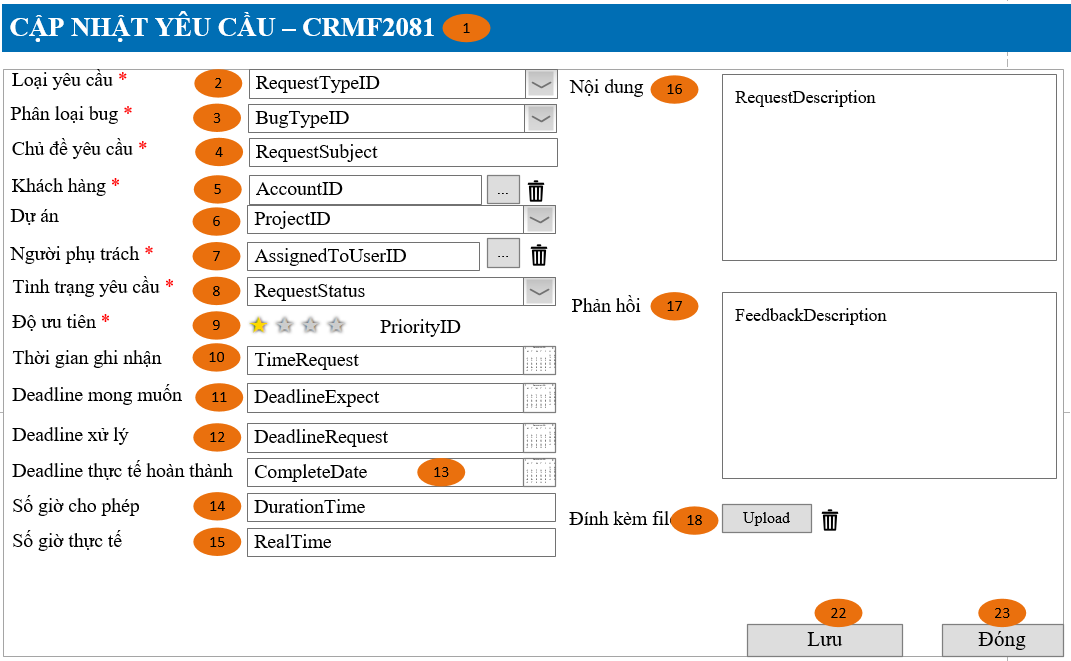 CẬP NHẬT YÊU CẦU – CRMF2081 1
Loại yêu cầu * 2 RequestTypeID
Phân loại bug * 3 BugTypeID
Chủ đề yêu cầu * 4 RequestSubject
Khách hàng * 5 AccountID ...
Dự án 6 ProjectID
Người phụ trách * 7 AssignedToUserID ...
Tình trạng yêu cầu * 8 RequestStatus
Độ ưu tiên * 9 PriorityID
Thời gian ghi nhận 10 TimeRequest
Deadline mong muốn 11 DeadlineExpect
Deadline xử lý 12 DeadlineRequest
Deadline thực tế hoàn thành CompleteDate 13
Số giờ cho phép 14 DurationTime
Số giờ thực tế 15 RealTime
Nội dung 16 RequestDescription
Phản hồi 17 FeedbackDescription
Đính kèm fil 18 Upload
22
Lưu
23
Đóng